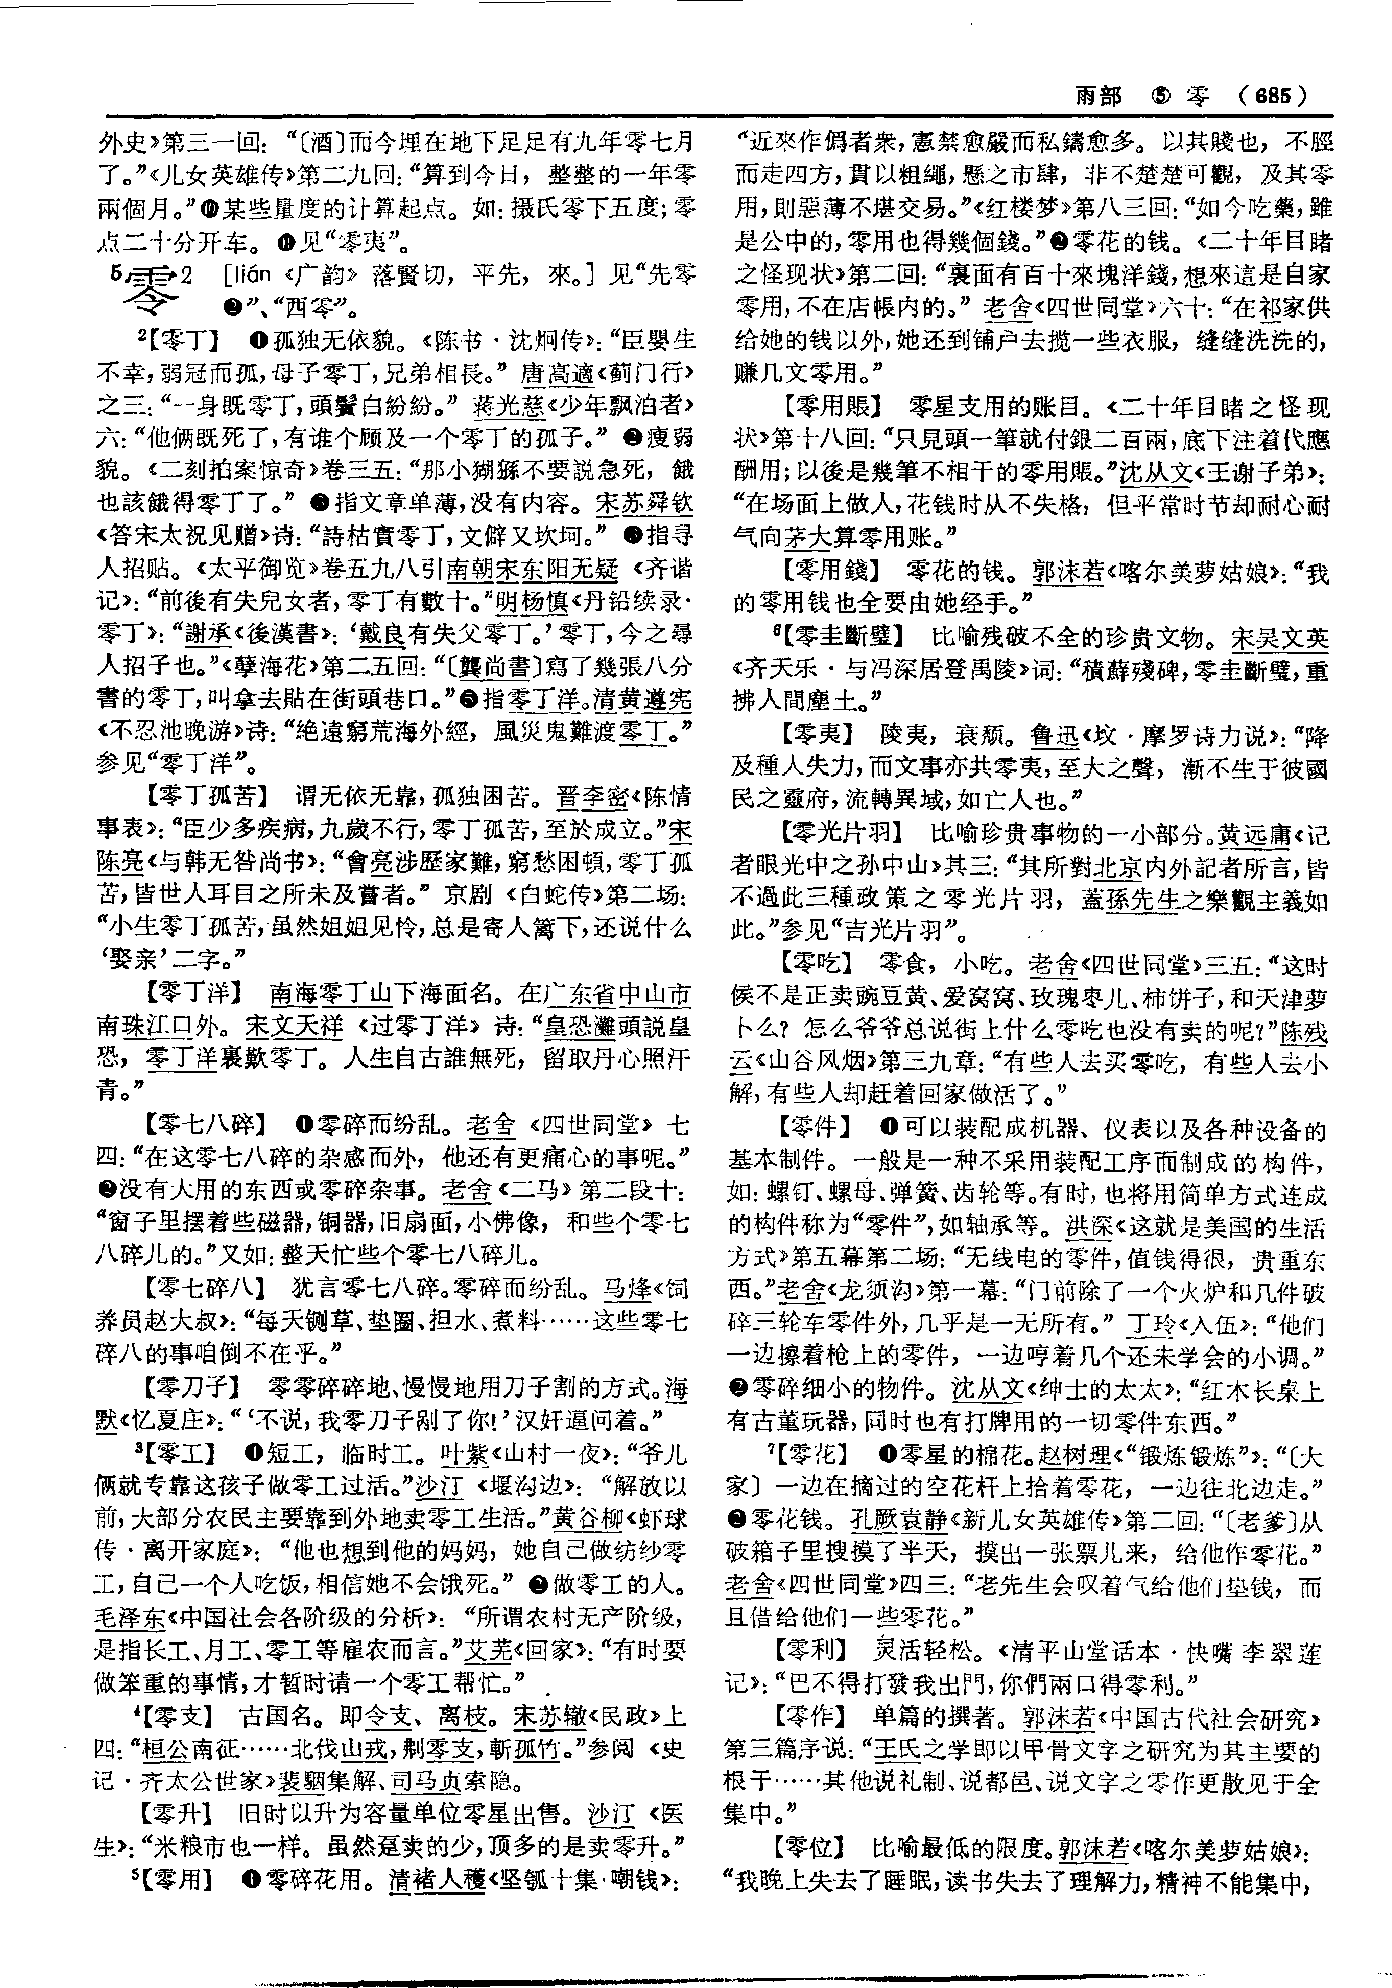 雨部　⑤　零　（685）
外史》第三一回：“〔酒〕而今埋在地下足足有九年零七月
了。”《儿女英雄传》第二九回：“算到今日，整整的一年零
兩個月。”⑩某些量度的计算起点。如：摄氏零下五度；零
点二十分开车。⑪见“零夷”。
5零2　[lián《广韵》落賢切，平先，來。]见“先零
❷”、“西零”。
2【零丁】　❶孤独无依貌。《陈书·沈炯传》：“臣嬰生
不幸，弱冠而孤，母子零丁，兄弟相長。”唐高適《蓟门行》
之三：“一身既零丁，頭鬢白紛紛。”蒋光慈《少年飘泊者》
六：“他俩既死了，有谁个顾及一个零丁的孤子。”❷瘦弱
貌。《二刻拍案惊奇》卷三五：“那小猢猻不要説急死，餓
也該餓得零丁了。”❸指文章单薄，没有内容。宋苏舜钦
《答宋太祝见赠》诗：“詩枯實零丁，文僻又坎坷。”❹指寻
人招贴。《太平御览》卷五九八引南朝宋东阳无疑《齐谐
记》：“前後有失兒女者，零丁有數十。”明杨慎《丹铅续录·
零丁》：“謝承《後漢書》：‘戴良有失父零丁。’零丁，今之尋
人招子也。”《孽海花》第二五回：“〔龔尚書〕寫了幾張八分
書的零丁，叫拿去貼在街頭巷口。”❺指零丁洋。清黄遵宪
《不忍池晚游》诗：“絶遠窮荒海外經，風災鬼難渡零丁。”
参见“零丁洋”。
【零丁孤苦】　谓无依无靠，孤独困苦。晋李密《陈情
事表》：“臣少多疾病，九歲不行，零丁孤苦，至於成立。”宋
陈亮《与韩无咎尚书》：“曾亮涉歷家難，窮愁困頓，零丁孤
苦，皆世人耳目之所未及嘗者。”京剧《白蛇传》第二场：
“小生零丁孤苦，虽然姐姐见怜，总是寄人篱下，还说什么
‘娶亲’二字。”
【零丁洋】　南海零丁山下海面名。在广东省中山市
南珠江口外。宋文天祥《过零丁洋》诗：“皇恐灘頭説皇
恐，零丁洋裏歎零丁。人生自古誰無死，留取丹心照汗
青。”
【零七八碎】　❶零碎而纷乱。老舍《四世同堂》七
四：“在这零七八碎的杂感而外，他还有更痛心的事呢。”
❷没有大用的东西或零碎杂事。老舍《二马》第二段十：
“窗子里摆着些磁器，铜器，旧扇面，小佛像，和些个零七
八碎儿的。”又如：整天忙些个零七八碎儿。
【零七碎八】　犹言零七八碎。零碎而纷乱。马烽《饲
养员赵大叔》：“每天铡草、垫圈、担水、煮料……这些零七
碎八的事咱倒不在乎。”
【零刀子】　零零碎碎地、慢慢地用刀子割的方式。海
默《忆夏庄》：“‘不说，我零刀子剐了你！’汉奸逼问着。”
3【零工】　❶短工，临时工。叶紫《山村一夜》：“爷儿
俩就专靠这孩子做零工过活。”沙汀《堰沟边》：“解放以
前，大部分农民主要靠到外地卖零工生活。”黄谷柳《虾球
传·离开家庭》：“他也想到他的妈妈，她自己做纺纱零
工，自己一个人吃饭，相信她不会饿死。”❷做零工的人。
毛泽东《中国社会各阶级的分析》：“所谓农村无产阶级，
是指长工、月工、零工等雇农而言。”艾芜《回家》：“有时要
做笨重的事情，才暂时请一个零工帮忙。”
4【零支】　古国名。即令支、离枝。宋苏辙《民政》上
四：“桓公南征……北伐山戎，刜零支，斬孤竹。”参阅《史
记·齐太公世家》裴駰集解、司马贞索隐。
【零升】　旧时以升为容量单位零星出售。沙汀《医
生》：“米粮市也一样。虽然趸卖的少，顶多的是卖零升。”
5【零用】　❶零碎花用。清褚人穫《坚瓠十集·嘲钱》：
“近來作僞者衆，憲禁愈嚴而私鑄愈多。以其賤也，不脛
而走四方，貫以粗繩，懸之市肆，非不楚楚可觀，及其零
用，則惡薄不堪交易。”《红楼梦》第八三回：“如今吃藥，雖
是公中的，零用也得幾個錢。”❷零花的钱。《二十年目睹
之怪现状》第二回：“裏面有百十來塊洋錢，想來這是自家
零用，不在店帳内的。”老舍《四世同堂》六十：“在祁家供
给她的钱以外，她还到铺户去揽一些衣服，缝缝洗洗的，
赚几文零用。”
【零用賬】　零星支用的账目。《二十年目睹之怪现
状》第十八回：“只見頭一筆就付銀二百兩，底下注着代應
酬用；以後是幾筆不相干的零用賬。”沈从文《王谢子弟》：
“在场面上做人，花钱时从不失格，但平常时节却耐心耐
气向茅大算零用账。”
【零用錢】　零花的钱。郭沫若《喀尔美萝姑娘》：“我
的零用钱也全要由她经手。”
6【零圭斷璧】　比喻残破不全的珍贵文物。宋吴文英
《齐天乐·与冯深居登禹陵》词：“積蘚殘碑，零圭斷璧，重
拂人間塵土。”
【零夷】　陵夷，衰颓。鲁迅《坟·摩罗诗力说》：“降
及種人失力，而文事亦共零夷，至大之聲，漸不生于彼國
民之靈府，流轉異域，如亡人也。”
【零光片羽】　比喻珍贵事物的一小部分。黄远庸《记
者眼光中之孙中山》其三：“其所對北京内外記者所言，皆
不過此三種政策之零光片羽，蓋孫先生之樂觀主義如
此。”参见“吉光片羽”。
【零吃】　零食，小吃。老舍《四世同堂》三五：“这时
候不是正卖豌豆黄、爱窝窝、玫瑰枣儿、柿饼子，和天津萝
卜么？怎么爷爷总说街上什么零吃也没有卖的呢？”陈残
云《山谷风烟》第三九章：“有些人去买零吃，有些人去小
解，有些人却赶着回家做活了。”
【零件】　❶可以装配成机器、仪表以及各种设备的
基本制件。一般是一种不采用装配工序而制成的构件，
如：螺钉、螺母、弹簧、齿轮等。有时，也将用简单方式连成
的构件称为“零件”，如轴承等。洪深《这就是美国的生活
方式》第五幕第二场：“无线电的零件，值钱得很，贵重东
西。”老舍《龙须沟》第一幕：“门前除了一个火炉和几件破
碎三轮车零件外，几乎是一无所有。”丁玲《入伍》：“他们
一边擦着枪上的零件，一边哼着几个还未学会的小调。”
❷零碎细小的物件。沈从文《绅士的太太》：“红木长桌上
有古董玩器，同时也有打牌用的一切零件东西。”
7【零花】　❶零星的棉花。赵树理《“锻炼锻炼”》：“〔大
家〕一边在摘过的空花杆上拾着零花，一边往北边走。”
❷零花钱。孔厥袁静《新儿女英雄传》第二回：“〔老爹〕从
破箱子里搜摸了半天，摸出一张票儿来，给他作零花。”
老舍《四世同堂》四三：“老先生会叹着气给他们垫钱，而
且借给他们一些零花。”
【零利】　灵活轻松。《清平山堂话本·快嘴李翠莲
记》：“巴不得打發我出門，你們兩口得零利。”
【零作】　单篇的撰著。郭沫若《中国古代社会研究》
第三篇序说：“王氏之学即以甲骨文字之研究为其主要的
根干……其他说礼制、说都邑、说文字之零作更散见于全
集中。”
【零位】　比喻最低的限度。郭沫若《喀尔美萝姑娘》：
“我晚上失去了睡眠，读书失去了理解力，精神不能集中，